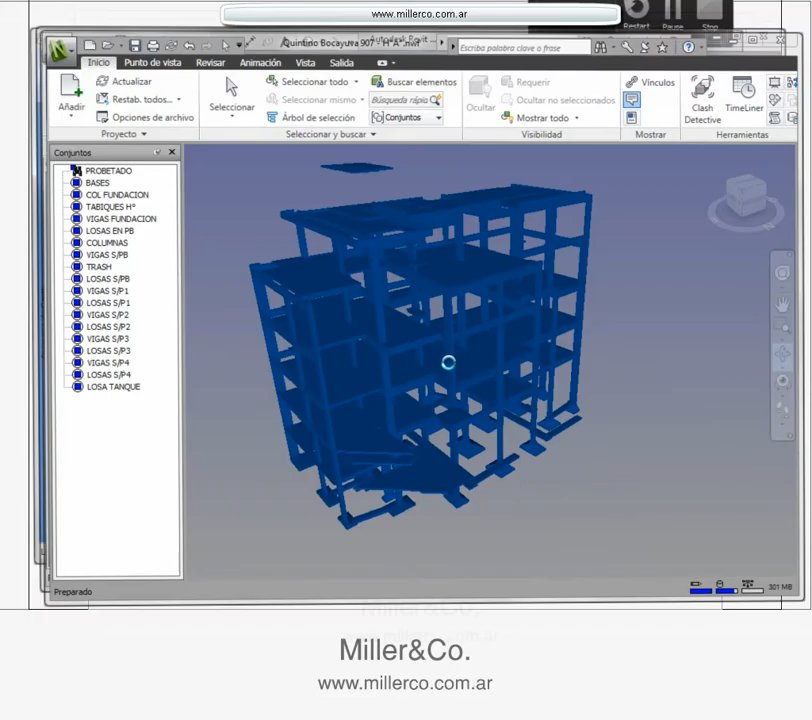 www.millerco.com.ar
Restart Pause Stop
Quintino Bocayuva 907 - H°A°.nwf
Escriba palabra clave o frase
Inicio Punto de vista Revisar Animación Vista Salida
Añadir
Actualizar
Restab. todos...
Opciones de archivo
Proyecto
Seleccionar
Seleccionar todo
Seleccionar mismo
Árbol de selección
Buscar elementos
Búsqueda rápida
Conjuntos
Seleccionar y buscar
Ocultar
Requerir
Ocultar no seleccionados
Mostrar todo
Visibilidad
Vínculos
Mostrar
Clash
Detective
TimeLiner
Herramientas
Conjuntos
PROBETADO
BASES
COL FUNDACION
TABIQUES H°
VIGAS FUNDACION
LOSAS EN PB
COLUMNAS
VIGAS S/PB
TRASH
LOSAS S/PB
VIGAS S/P1
LOSAS S/P1
VIGAS S/P2
LOSAS S/P2
VIGAS S/P3
LOSAS S/P3
VIGAS S/P4
LOSAS S/P4
LOSA TANQUE
Preparado
301 MB
Miller&Co.
www.millerco.com.ar